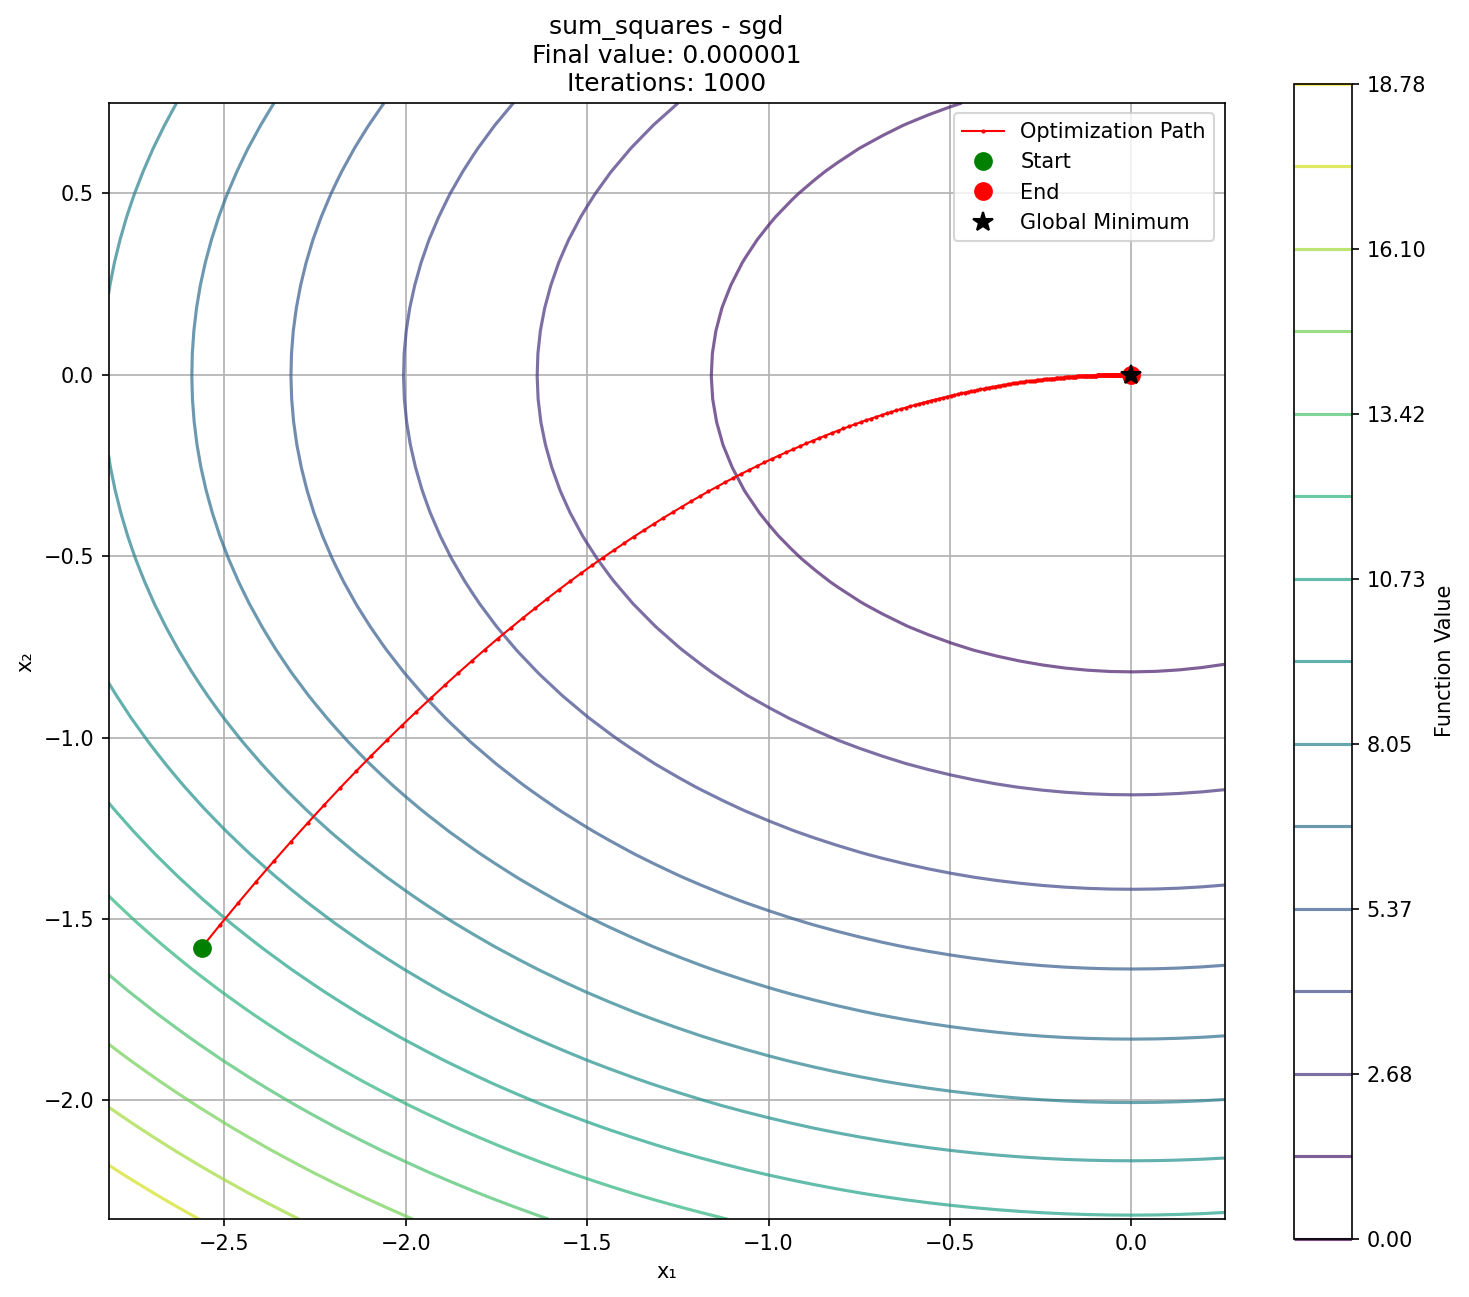 sum_squares - sgd
Final value: 0.000001
Iterations: 1000
Optimization Path
Start
End
Global Minimum
0.5
0.0
−0.5
−1.0
−1.5
−2.0
x₂
−2.5
−2.0
−1.5
−1.0
−0.5
0.0
x₁
18.78
16.10
13.42
10.73
8.05
5.37
2.68
0.00
Function Value